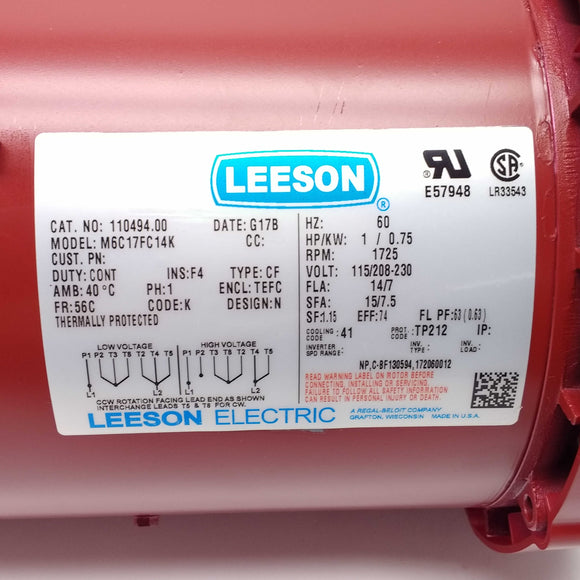 LEESON
®
E57948
LR33543
CAT. NO: 110494.00 DATE: G17B
MODEL: M6C17FC14K CC:
CUST. PN:
DUTY: CONT INS: F4 TYPE: CF
AMB: 40°C PH: 1 ENCL: TEFC
FR: 56C CODE: K DESIGN: N
THERMALLY PROTECTED
HZ: 60
HP/KW: 1 / 0.75
RPM: 1725
VOLT: 115/208-230
FLA: 14/7
SFA: 15/7.5
SF: 1.15 EFF: 74 FL PF: 63 (0.63)
COOLING CODE: 41 PROT. CODE: TP212 IP:
INVERTER SPD RANGE: INV. TYPE: INV. LOAD:
NP,C-BF130594,172060012
LOW VOLTAGE HIGH VOLTAGE
P1 P2 T3 T2 T4 T5 P1 P2 T3 T2 T4 T5
L1 L2 L1 L2
CCW ROTATION FACING LEAD END AS SHOWN
INTERCHANGE LEADS T5 & T8 FOR CW.
READ WARNING LABEL ON MOTOR BEFORE
CONNECTING, OR INSTALLING OR SERVICING.
FAILURE TO FOLLOW ALL SAFETY INFORMATION
CAN RESULT IN PERSONAL INJURY OR DEATH.
LEESON ELECTRIC
A REGAL-BELOIT COMPANY
GRAFTON, WISCONSIN MADE IN U.S.A.